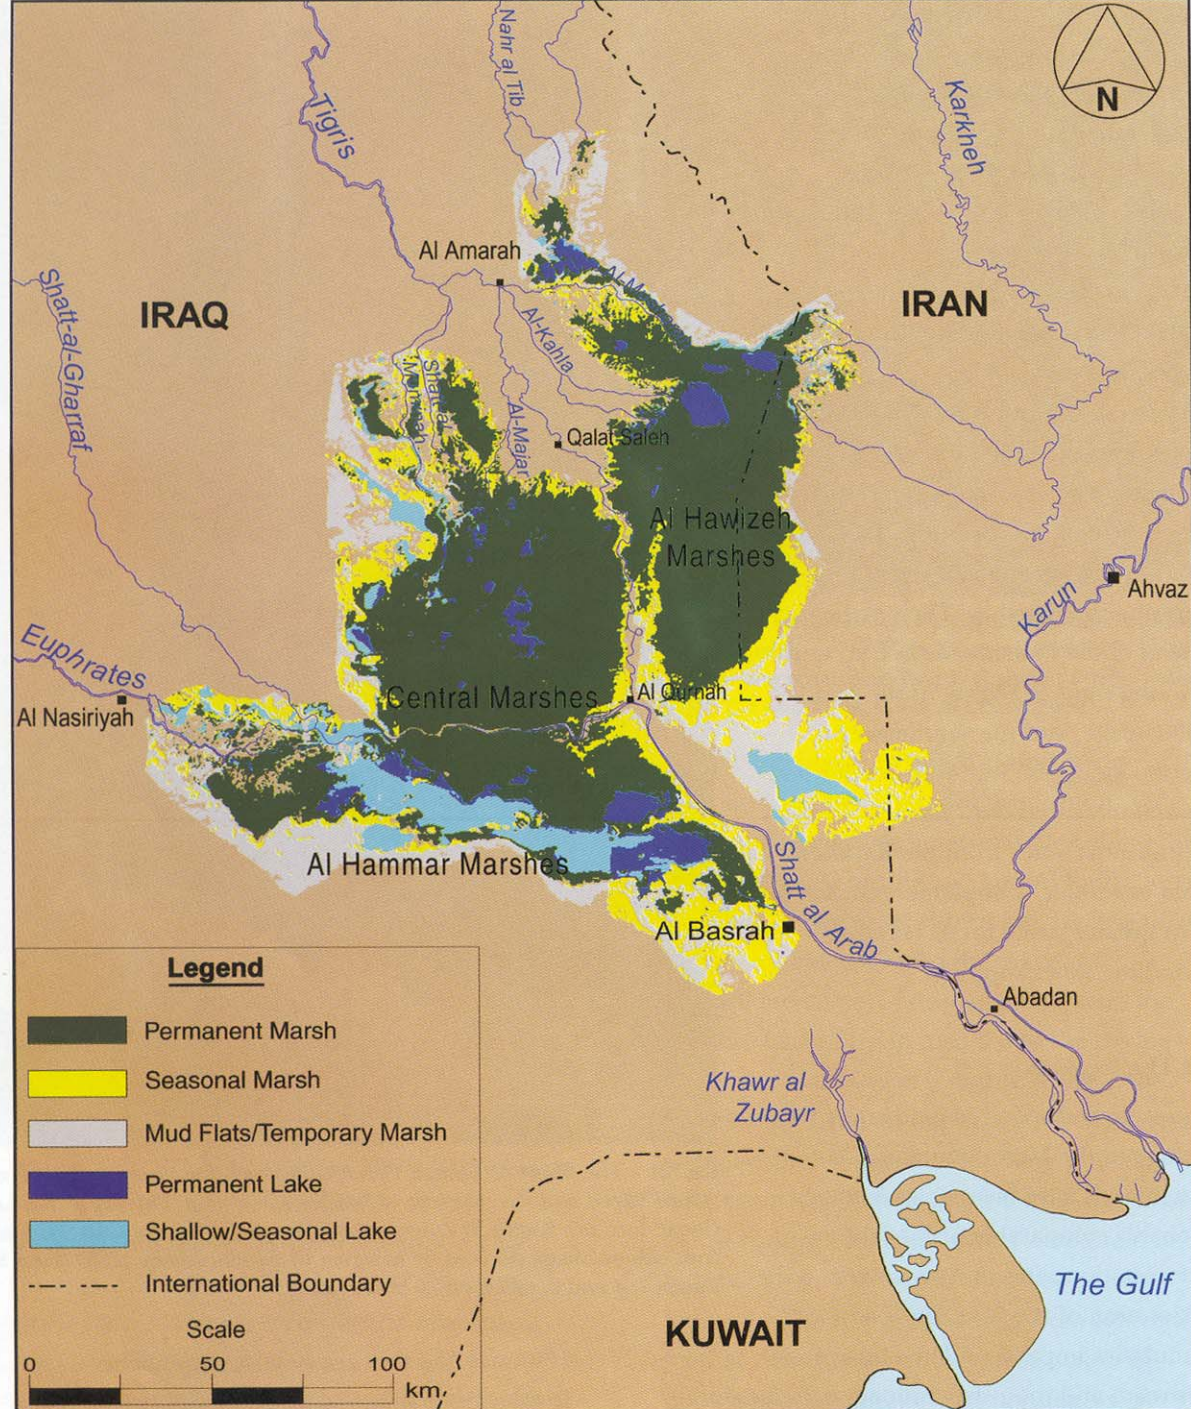 Nahr al Tib
N
Tigris
Karkheh
Al Amarah
Shatt-al-Gharraf
IRAQ
IRAN
Al-Kahla
Shatt al
Al-Majar
Qalat Saleh
Al Hawizeh
Marshes
Ahvaz
Karun
Euphrates
Al Nasiriyah
Central Marshes
Al Qurnah
Al Hammar Marshes
Shatt al Arab
Al Basrah
Abadan
Khawr al
Zubayr
The Gulf
KUWAIT
Legend
Permanent Marsh
Seasonal Marsh
Mud Flats/Temporary Marsh
Permanent Lake
Shallow/Seasonal Lake
International Boundary
Scale
0 50 100
km